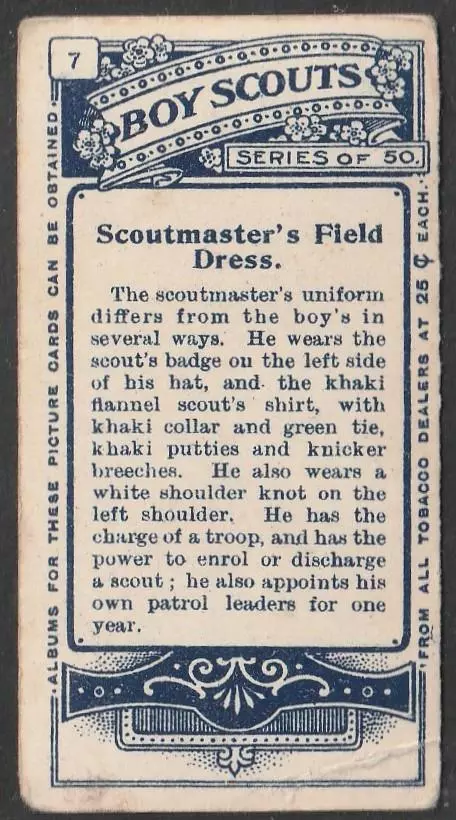 7
BOY SCOUTS
SERIES OF 50.
·ALBUMS FOR THESE PICTURE CARDS CAN BE OBTAINED·
Scoutmaster's Field
Dress.
The scoutmaster's uniform
differs from the boy's in
several ways. He wears the
scout's badge on the left side
of his hat, and the khaki
flannel scout's shirt, with
khaki collar and green tie,
khaki putties and knicker
breeches. He also wears a
white shoulder knot on the
left shoulder. He has the
charge of a troop, and has the
power to enrol or discharge
a scout; he also appoints his
own patrol leaders for one
year.
FROM ALL TOBACCO DEALERS AT 25 ¢ EACH.